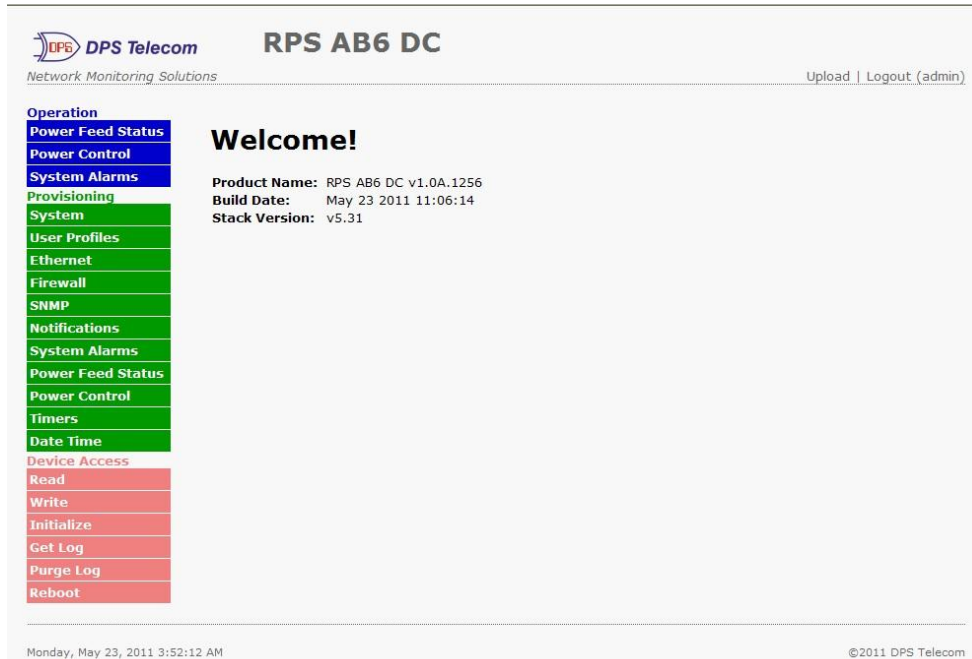 DPS DPS Telecom
RPS AB6 DC
Network Monitoring Solutions
Upload | Logout (admin)
Operation
Power Feed Status
Power Control
System Alarms
Provisioning
System
User Profiles
Ethernet
Firewall
SNMP
Notifications
System Alarms
Power Feed Status
Power Control
Timers
Date Time
Device Access
Read
Write
Initialize
Get Log
Purge Log
Reboot
Welcome!
Product Name: RPS AB6 DC v1.0A.1256
Build Date: May 23 2011 11:06:14
Stack Version: v5.31
Monday, May 23, 2011 3:52:12 AM
©2011 DPS Telecom